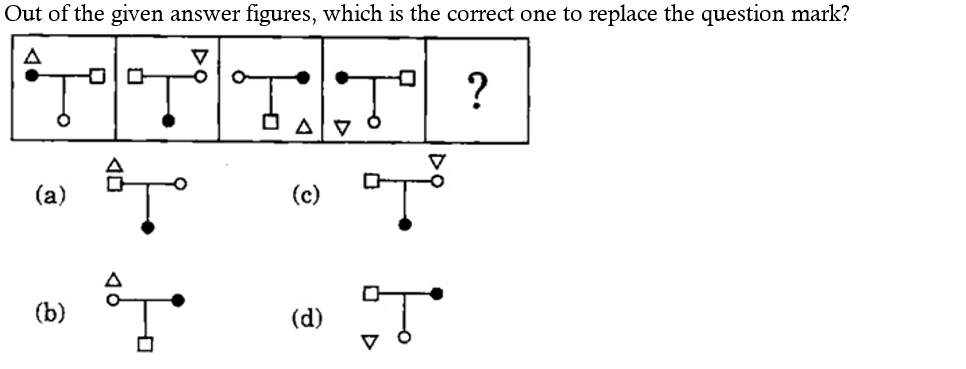 Out of the given answer figures, which is the correct one to replace the question mark?
?
(a)
(c)
(b)
(d)